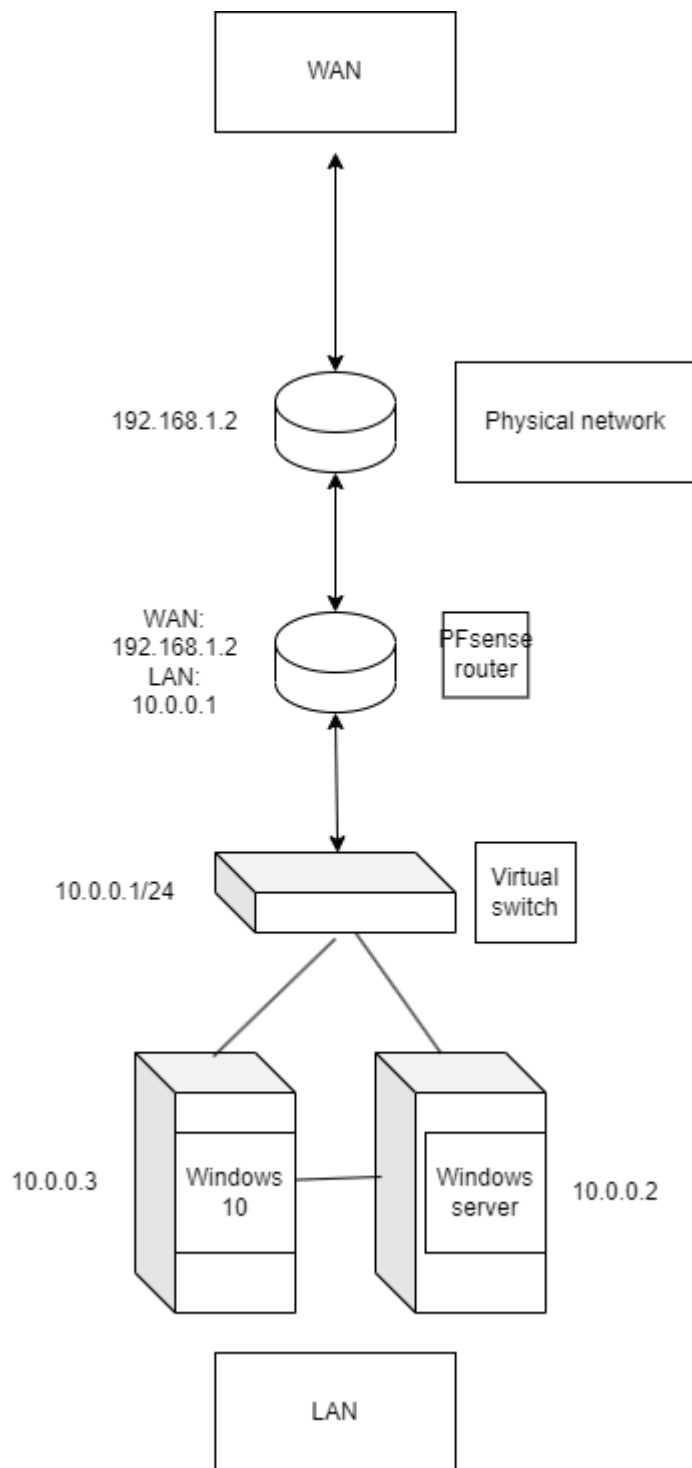 WAN
192.168.1.2
Physical network
WAN:
192.168.1.2
LAN:
10.0.0.1
PFsense
router
10.0.0.1/24
Virtual
switch
10.0.0.3
Windows
10
Windows
server
10.0.0.2
LAN